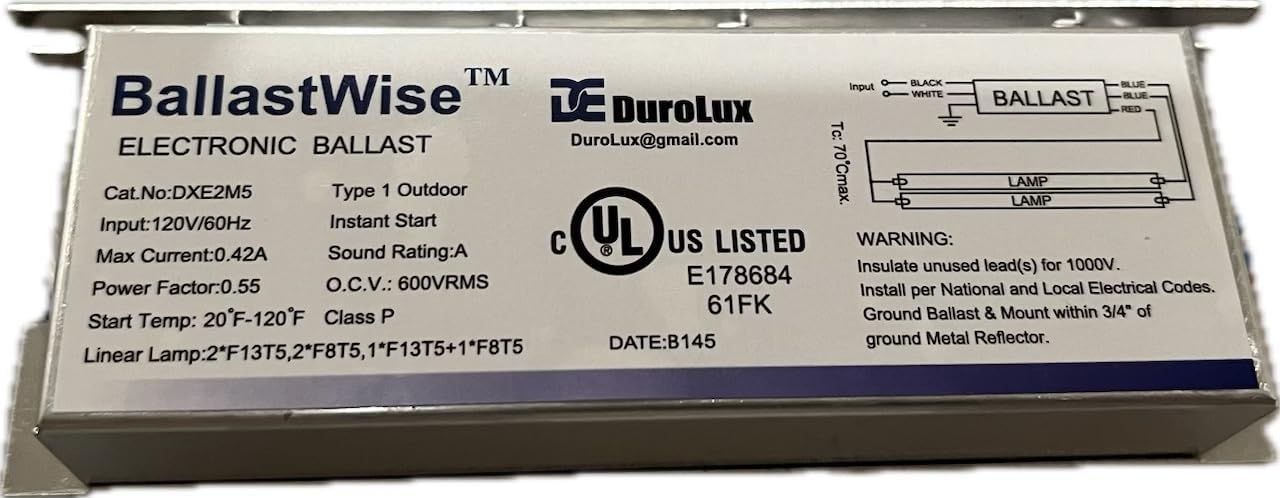 BallastWise™
ELECTRONIC BALLAST
Cat.No:DXE2M5
Input:120V/60Hz
Max Current:0.42A
Power Factor:0.55
Start Temp: 20°F-120°F
Type 1 Outdoor
Instant Start
Sound Rating:A
O.C.V.: 600VRMS
Class P
Linear Lamp:2*F13T5,2*F8T5,1*F13T5+1*F8T5
DE DuroLux
DuroLux@gmail.com
C UL® US LISTED
E178684
61FK
DATE:B145
Input
BLACK
WHITE
BALLAST
BLUE
BLUE
RED
Tc: 70°Cmax.
LAMP
LAMP
WARNING:
Insulate unused lead(s) for 1000V.
Install per National and Local Electrical Codes.
Ground Ballast & Mount within 3/4" of
ground Metal Reflector.